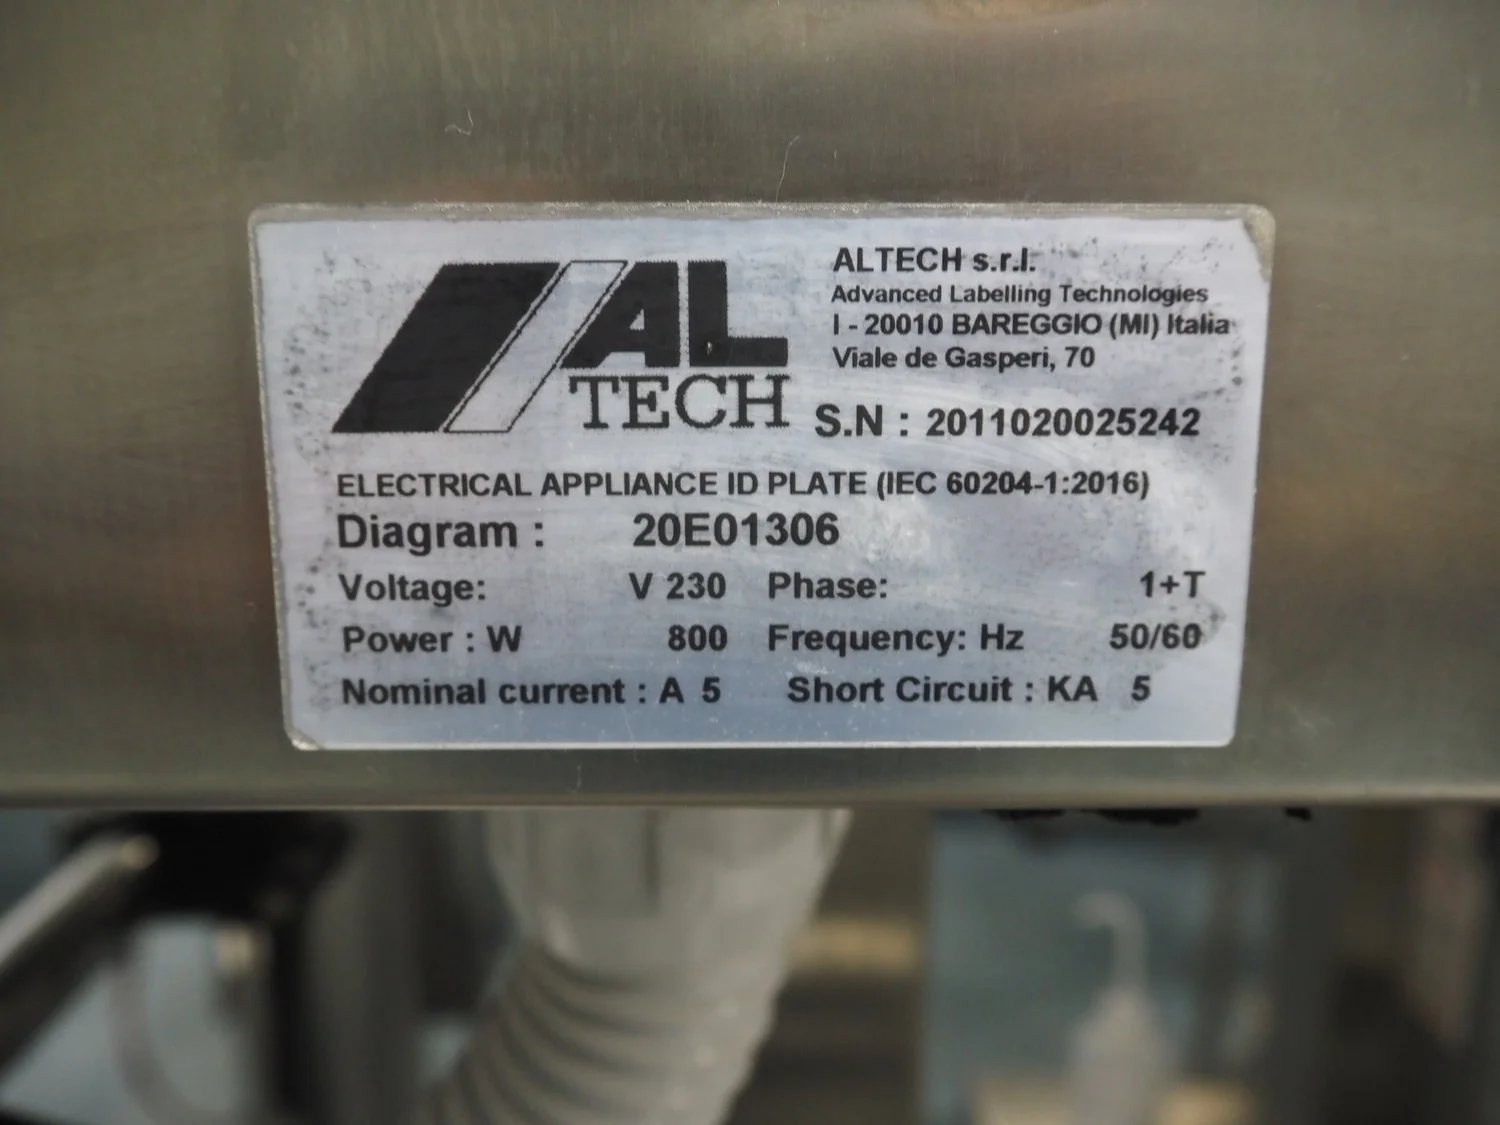 AL
TECH
ALTECH s.r.l.
Advanced Labelling Technologies
I - 20010 BAREGGIO (MI) Italia
Viale de Gasperi, 70
S.N : 2011020025242
ELECTRICAL APPLIANCE ID PLATE (IEC 60204-1:2016)
Diagram : 20E01306
Voltage: V 230 Phase: 1+T
Power : W 800 Frequency: Hz 50/60
Nominal current : A 5 Short Circuit : KA 5